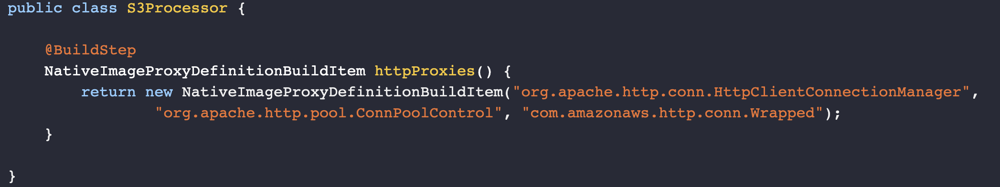 public class S3Processor {
@BuildStep
NativeImageProxyDefinitionBuildItem httpProxies() {
return new NativeImageProxyDefinitionBuildItem("org.apache.http.conn.HttpClientConnectionManager",
"org.apache.http.pool.ConnPoolControl", "com.amazonaws.http.conn.Wrapped");
}
}